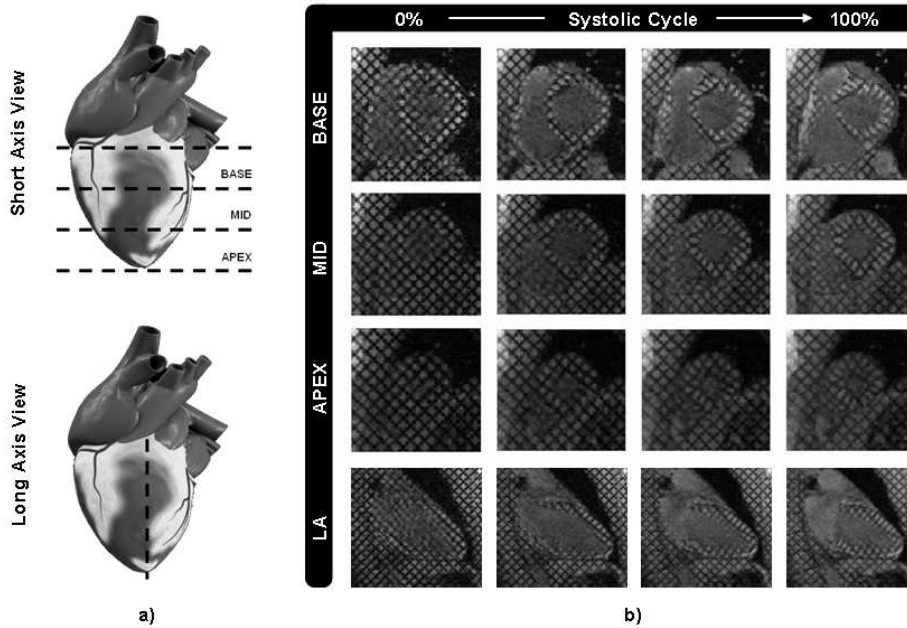 Short Axis View
BASE
MID
APEX
Long Axis View
a)
0% Systolic Cycle 100%
BASE
MID
APEX
LA
b)